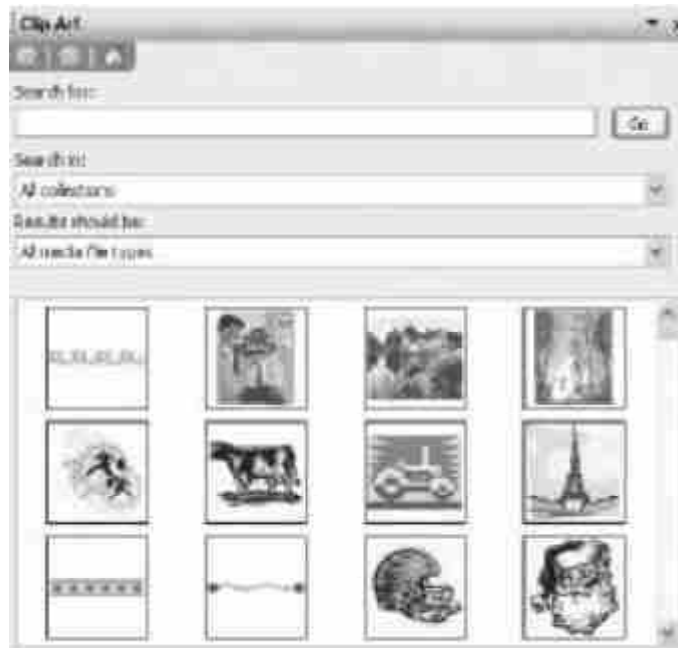 Clip Art
Search for:
Go
Search in:
All collections
Results should be:
All media file types